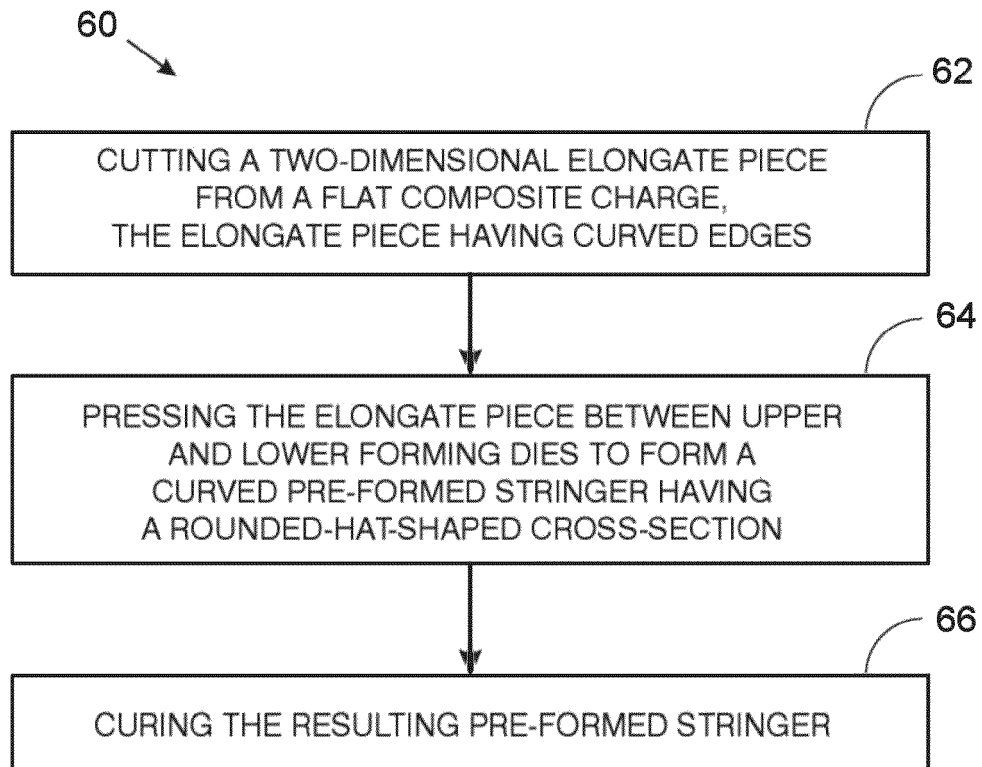 60
62
CUTTING A TWO-DIMENSIONAL ELONGATE PIECE
FROM A FLAT COMPOSITE CHARGE,
THE ELONGATE PIECE HAVING CURVED EDGES
64
PRESSING THE ELONGATE PIECE BETWEEN UPPER
AND LOWER FORMING DIES TO FORM A
CURVED PRE-FORMED STRINGER HAVING
A ROUNDED-HAT-SHAPED CROSS-SECTION
66
CURING THE RESULTING PRE-FORMED STRINGER